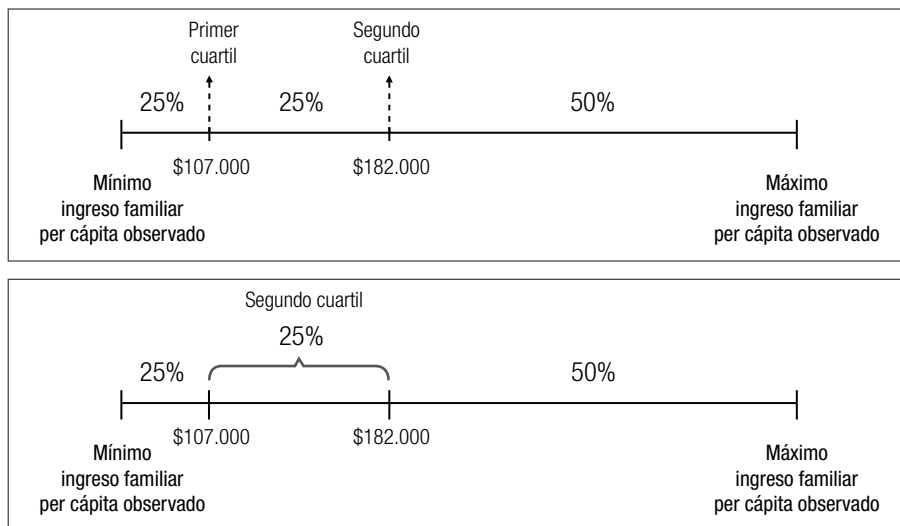 Primer
cuartil
Segundo
cuartil
25%
25%
50%
$107.000
$182.000
Mínimo
ingreso familiar
per cápita observado
Máximo
ingreso familiar
per cápita observado
Segundo cuartil
25%
25%
50%
$107.000
$182.000
Mínimo
ingreso familiar
per cápita observado
Máximo
ingreso familiar
per cápita observado